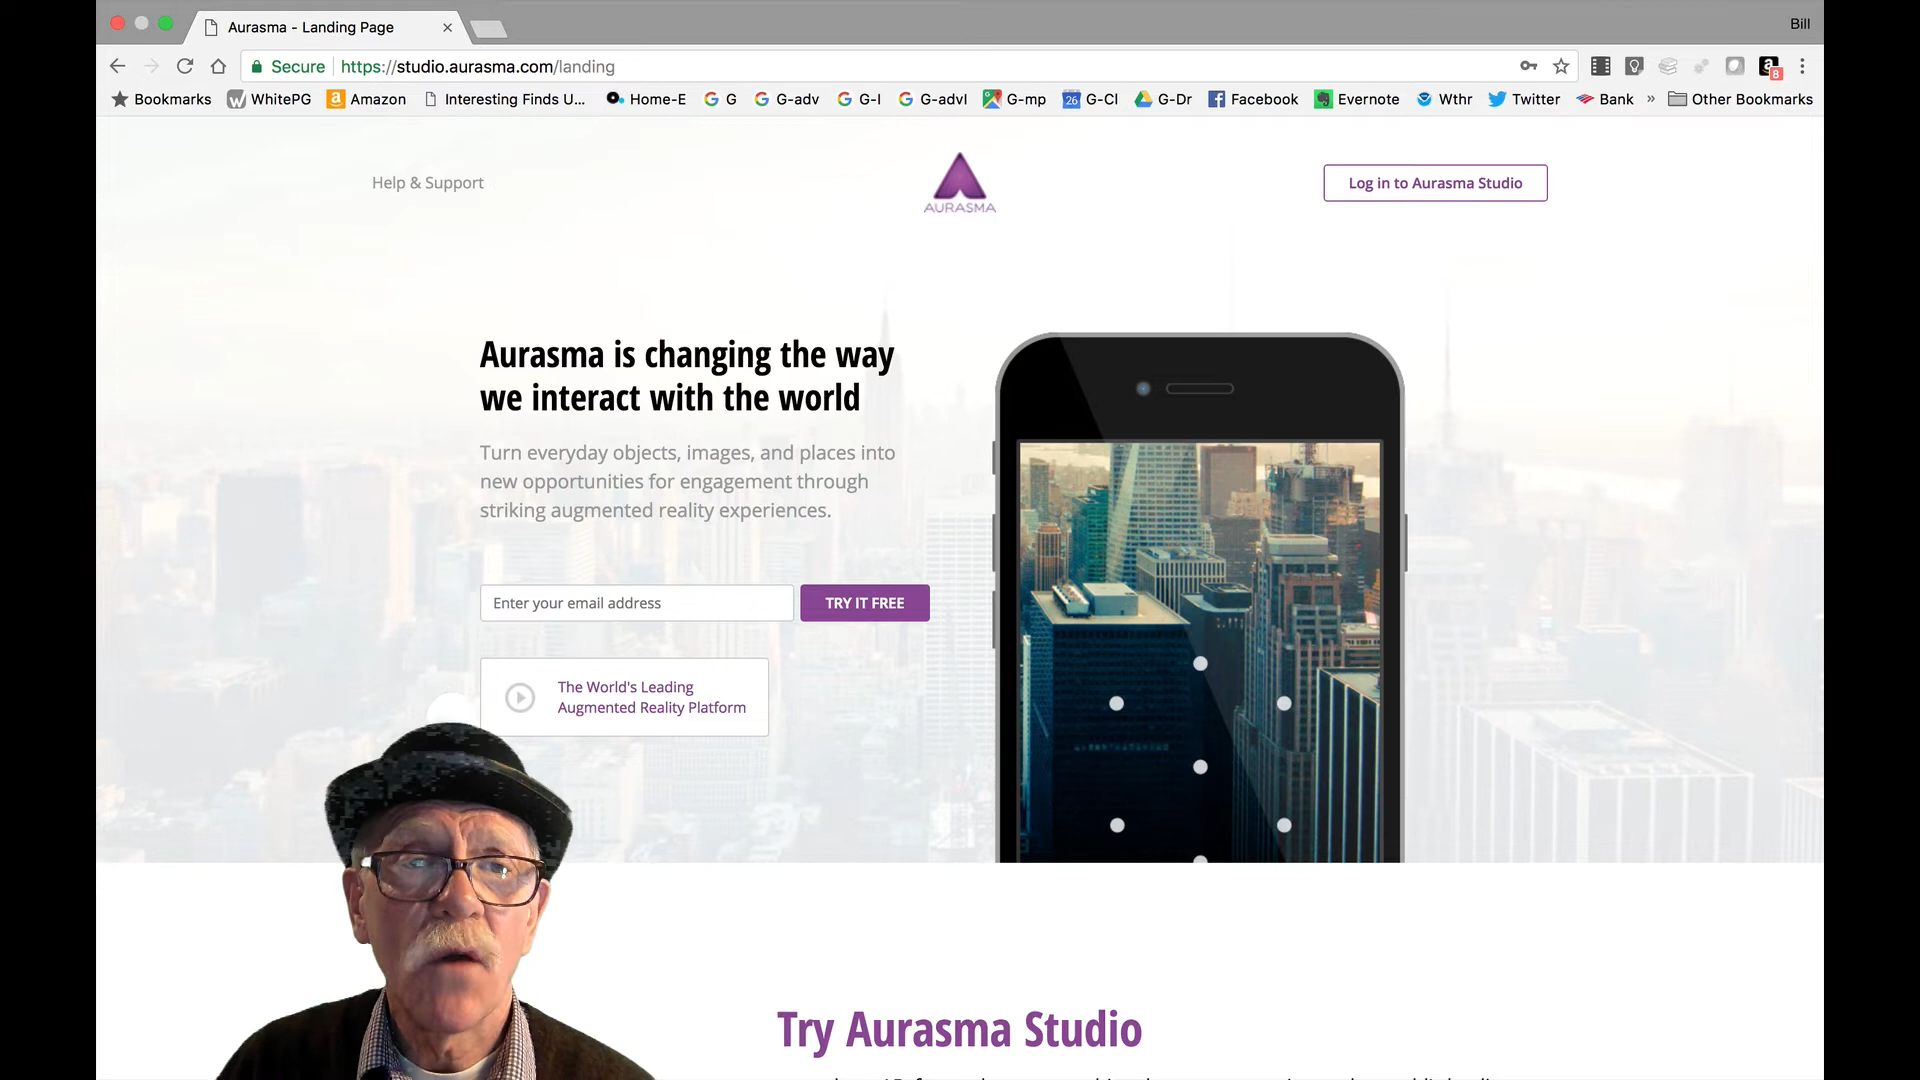 Aurasma - Landing Page
Bill
Secure https://studio.aurasma.com/landing
8
Bookmarks WhitePG Amazon Interesting Finds U... Home-E G G-adv G-I G-advI G-mp 26 G-Cl G-Dr Facebook Evernote Wthr Twitter Bank » Other Bookmarks
Help & Support
AURASMA
Log in to Aurasma Studio
Aurasma is changing the way
we interact with the world
Turn everyday objects, images, and places into
new opportunities for engagement through
striking augmented reality experiences.
Enter your email address
TRY IT FREE
The World's Leading
Augmented Reality Platform
Try Aurasma Studio